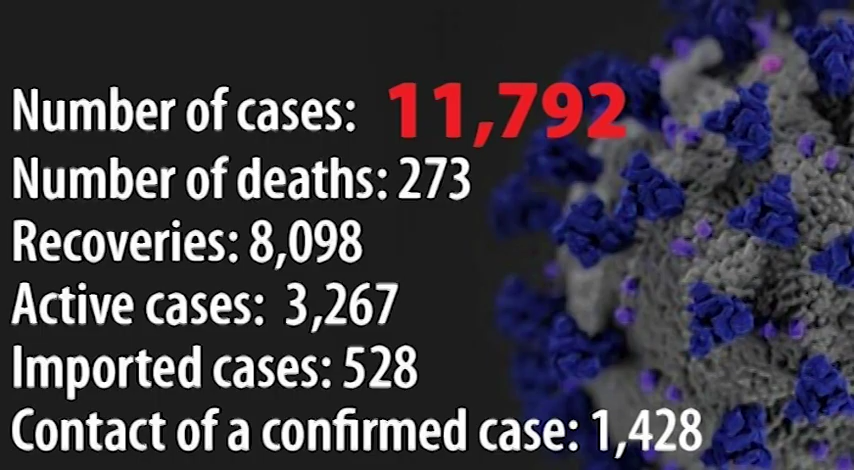 Number of cases: 11,792
Number of deaths: 273
Recoveries: 8,098
Active cases: 3,267
Imported cases: 528
Contact of a confirmed case: 1,428